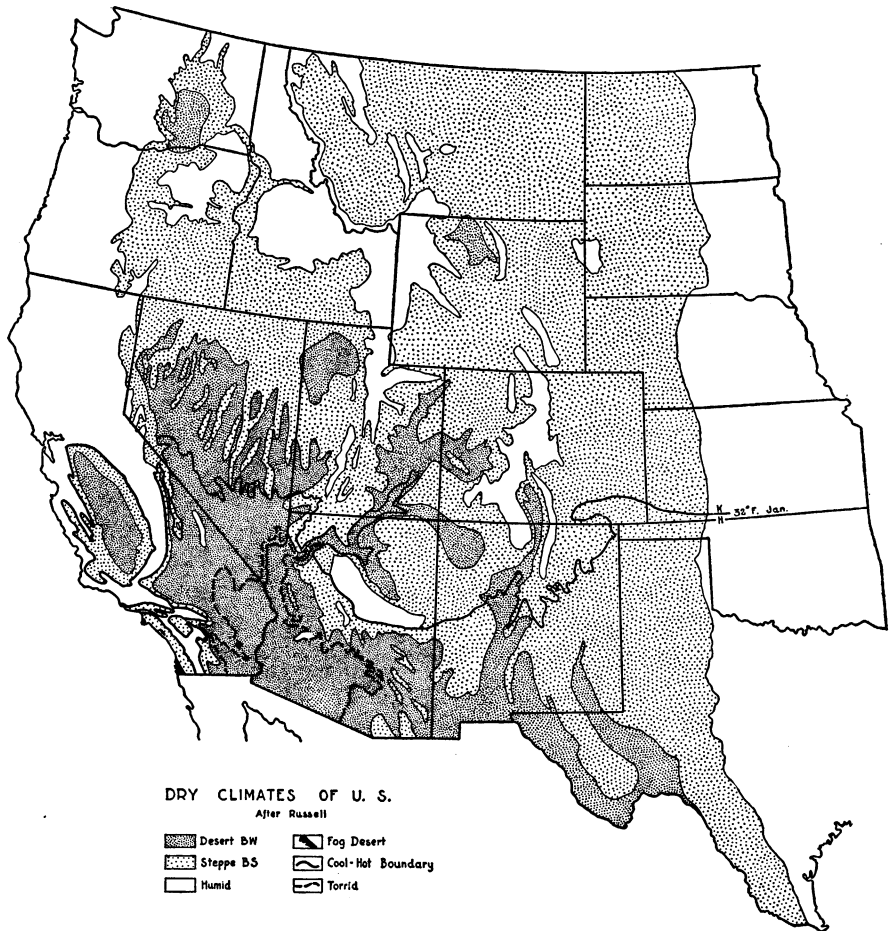 K
32°F. Jan.
H
DRY CLIMATES OF U. S.
After Russell
Desert BW
Fog Desert
Steppe BS
Cool-Hot Boundary
Humid
Torrid